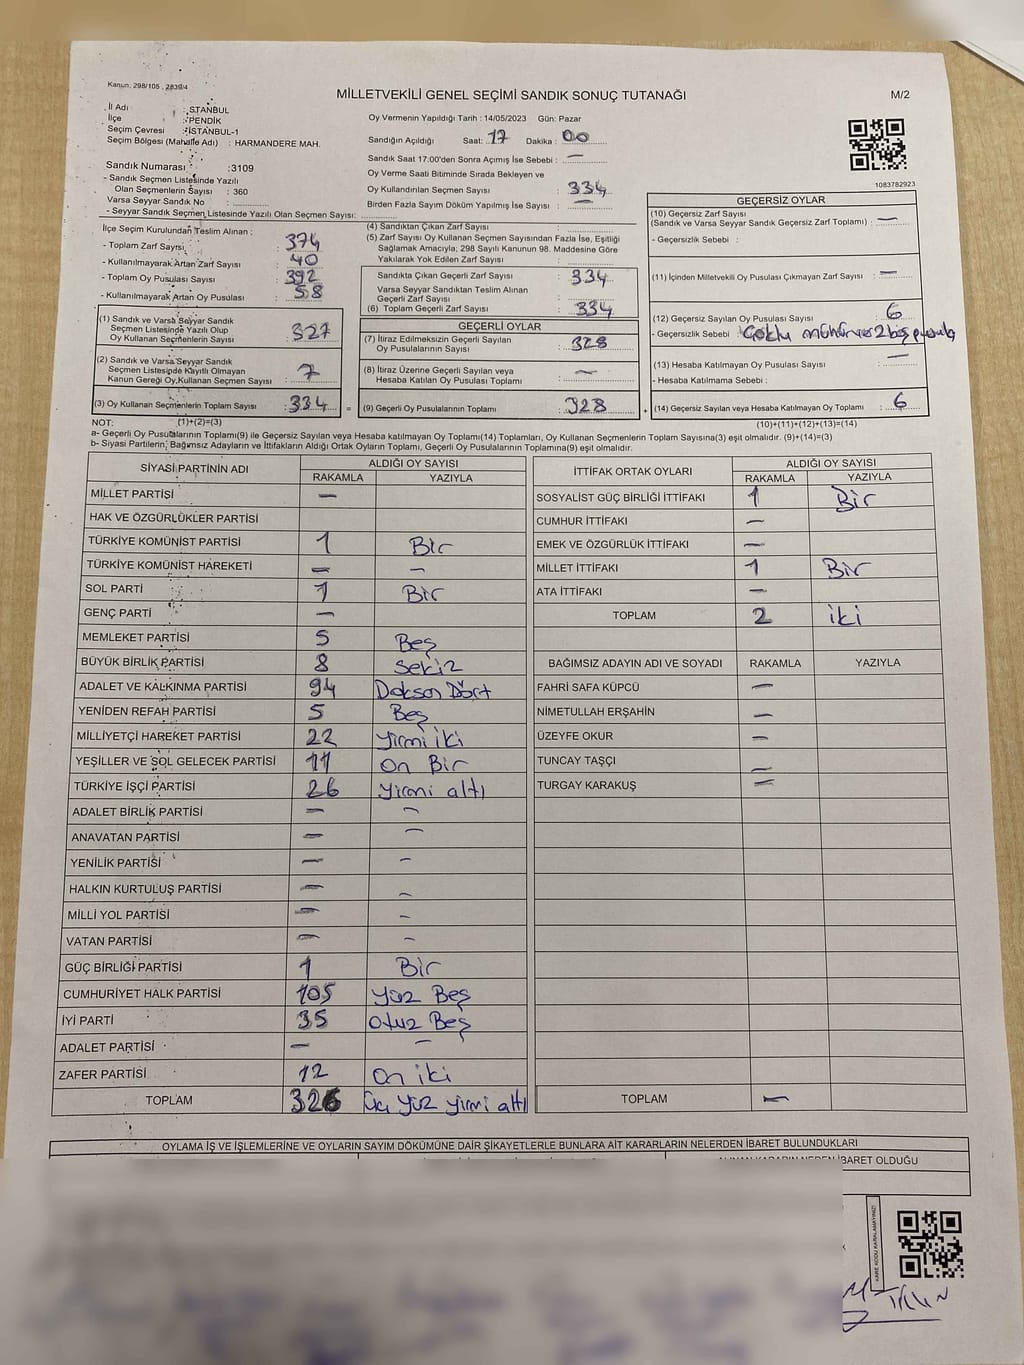 Kanun: 298/105 , 2839/4
MİLLETVEKİLİ GENEL SEÇİMİ SANDIK SONUÇ TUTANAĞI
M/2
İl Adı : İSTANBUL
İlçe : PENDİK
Seçim Çevresi : İSTANBUL-1
Seçim Bölgesi (Mahalle Adı) : HARMANDERE MAH.
Sandık Numarası : 3109
- Sandık Seçmen Listesinde Yazılı
Olan Seçmenlerin Sayısı : 360
Varsa Seyyar Sandık No :
- Seyyar Sandık Seçmen Listesinde Yazılı Olan Seçmen Sayısı:
Oy Vermenin Yapıldığı Tarih : 14/05/2023 Gün: Pazar
Sandığın Açıldığı Saat: 17 Dakika : 00
Sandık Saat 17:00'den Sonra Açımış İse Sebebi : —
Oy Verme Saati Bitiminde Sırada Bekleyen ve
Oy Kullandırılan Seçmen Sayısı : 334
Birden Fazla Sayım Döküm Yapılmış İse Sayısı : —
1083782923
İlçe Seçim Kurulundan Teslim Alınan :
- Toplam Zarf Sayısı : 374
- Kullanılmayarak Artan Zarf Sayısı : 40
- Toplam Oy Pusulası Sayısı : 392
- Kullanılmayarak Artan Oy Pusulası : 58
(4) Sandıktan Çıkan Zarf Sayısı :
(5) Zarf Sayısı Oy Kullanan Seçmen Sayısından Fazla İse, Eşitliği
Sağlamak Amacıyla, 298 Sayılı Kanunun 98. Maddesine Göre
Yakılarak Yok Edilen Zarf Sayısı :
Sandıkta Çıkan Geçerli Zarf Sayısı : 334
Varsa Seyyar Sandıktan Teslim Alınan
Geçerli Zarf Sayısı :
(6) Toplam Geçerli Zarf Sayısı : 334
(1) Sandık ve Varsa Seyyar Sandık
Seçmen Listesinde Yazılı Olup
Oy Kullanan Seçmenlerin Sayısı : 327
(2) Sandık ve Varsa Seyyar Sandık
Seçmen Listesinde Kayıtlı Olmayan
Kanun Gereği Oy Kullanan Seçmen Sayısı : 7
(3) Oy Kullanan Seçmenlerin Toplam Sayısı : 334 =
GEÇERLİ OYLAR
(7) İtiraz Edilmeksizin Geçerli Sayılan
Oy Pusulalarının Sayısı : 328
(8) İtiraz Üzerine Geçerli Sayılan veya
Hesaba Katılan Oy Pusulası Toplamı : —
(9) Geçerli Oy Pusulalarının Toplamı : 328 +
GEÇERSİZ OYLAR
(10) Geçersiz Zarf Sayısı
(Sandık ve Varsa Seyyar Sandık Geçersiz Zarf Toplamı) : —
- Geçersizlik Sebebi :
(11) İçinden Milletvekili Oy Pusulası Çıkmayan Zarf Sayısı : —
(12) Geçersiz Sayılan Oy Pusulası Sayısı : 6
- Geçersizlik Sebebi : Çoklu mühür ve 2 boş pusula
(13) Hesaba Katılmayan Oy Pusulası Sayısı : —
- Hesaba Katılmama Sebebi :
(14) Geçersiz Sayılan veya Hesaba Katılmayan Oy Toplamı : 6
NOT: (1)+(2)=(3)
(10)+(11)+(12)+(13)=(14)
a- Geçerli Oy Pusulalarının Toplamı(9) ile Geçersiz Sayılan veya Hesaba katılmayan Oy Toplamı(14) Toplamları, Oy Kullanan Seçmenlerin Toplam Sayısına(3) eşit olmalıdır. (9)+(14)=(3)
b- Siyasi Partilerin, Bağımsız Adayların ve İttifakların Aldığı Ortak Oyların Toplamı, Geçerli Oy Pusulalarının Toplamına(9) eşit olmalıdır.
SİYASİ PARTİNİN ADI ALDIĞI OY SAYISI
RAKAMLA YAZIYLA
MİLLET PARTİSİ —
HAK VE ÖZGÜRLÜKLER PARTİSİ
TÜRKİYE KOMÜNİST PARTİSİ 1 Bir
TÜRKİYE KOMÜNİST HAREKETİ — —
SOL PARTİ 1 Bir
GENÇ PARTİ —
MEMLEKET PARTİSİ 5 Beş
BÜYÜK BİRLİK PARTİSİ 8 Sekiz
ADALET VE KALKINMA PARTİSİ 94 Doksan Dört
YENİDEN REFAH PARTİSİ 5 Beş
MİLLİYETÇİ HAREKET PARTİSİ 22 Yirmi iki
YEŞİLLER VE SOL GELECEK PARTİSİ 11 On Bir
TÜRKİYE İŞÇİ PARTİSİ 26 Yirmi altı
ADALET BİRLİK PARTİSİ — —
ANAVATAN PARTİSİ — —
YENİLİK PARTİSİ — —
HALKIN KURTULUŞ PARTİSİ — —
MİLLİ YOL PARTİSİ — —
VATAN PARTİSİ — —
GÜÇ BİRLİĞİ PARTİSİ 1 Bir
CUMHURİYET HALK PARTİSİ 105 Yüz Beş
İYİ PARTİ 35 Otuz Beş
ADALET PARTİSİ — —
ZAFER PARTİSİ 12 On iki
TOPLAM 326 Üç Yüz Yirmi altı
İTTİFAK ORTAK OYLARI ALDIĞI OY SAYISI
RAKAMLA YAZIYLA
SOSYALİST GÜÇ BİRLİĞİ İTTİFAKI 1 Bir
CUMHUR İTTİFAKI —
EMEK VE ÖZGÜRLÜK İTTİFAKI —
MİLLET İTTİFAKI 1 Bir
ATA İTTİFAKI —
TOPLAM 2 iki
BAĞIMSIZ ADAYIN ADI VE SOYADI RAKAMLA YAZIYLA
FAHRİ SAFA KÜPCÜ —
NİMETULLAH ERŞAHİN —
ÜZEYFE OKUR —
TUNCAY TAŞÇI —
TURGAY KARAKUŞ —
TOPLAM —
OYLAMA İŞ VE İŞLEMLERİNE VE OYLARIN SAYIM DÖKÜMÜNE DAİR ŞİKAYETLERLE BUNLARA AİT KARARLARIN NELERDEN İBARET BULUNDUKLARI
İBARET OLDUĞU
KARE KODU KARALAMAYINIZ!